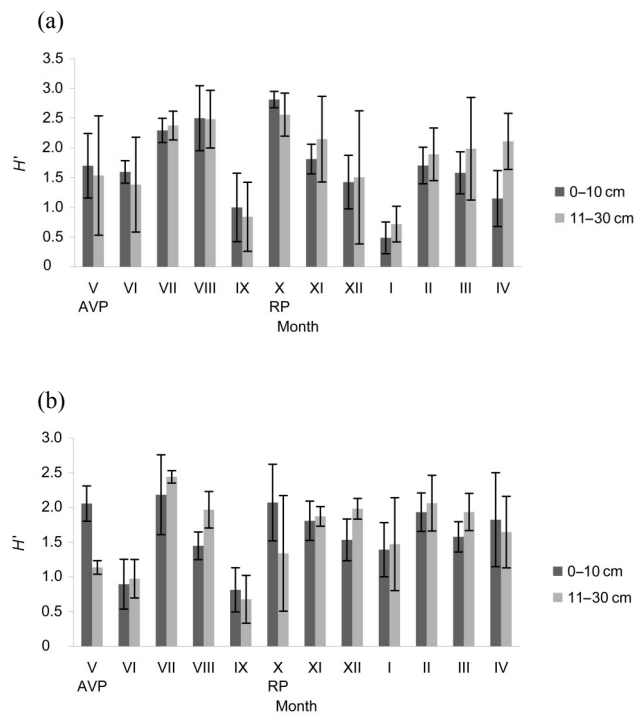 (a)
3.5
3.0
2.5
2.0
1.5
1.0
0.5
0
H'
V VI VII VIII IX X XI XII I II III IV
AVP RP
Month
0–10 cm
11–30 cm
(b)
3.0
2.5
2.0
1.5
1.0
0.5
0
H'
V VI VII VIII IX X XI XII I II III IV
AVP RP
Month
0–10 cm
11–30 cm